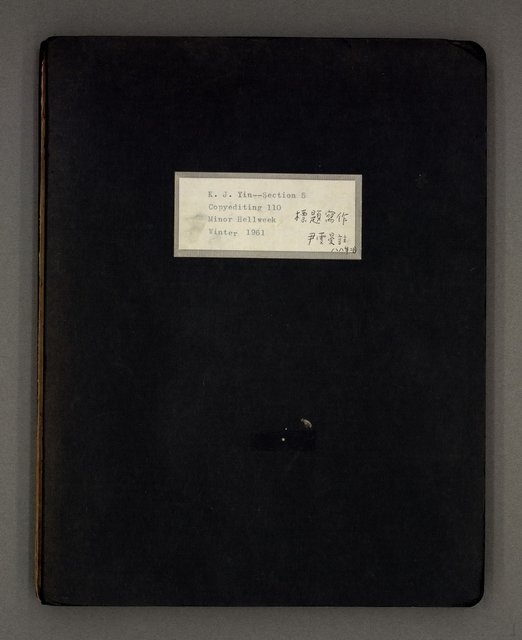 K. J. Yin--Section 5
Copyediting 110
Minor Hellweek
Winter 1961
標題寫作
尹雪曼註